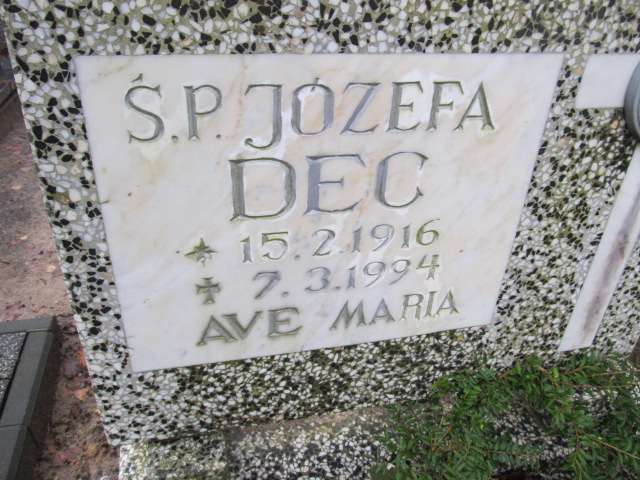 Ś.P. JÓZEFA
DEC
15.2.1916
7.3.1994
AVE MARIA